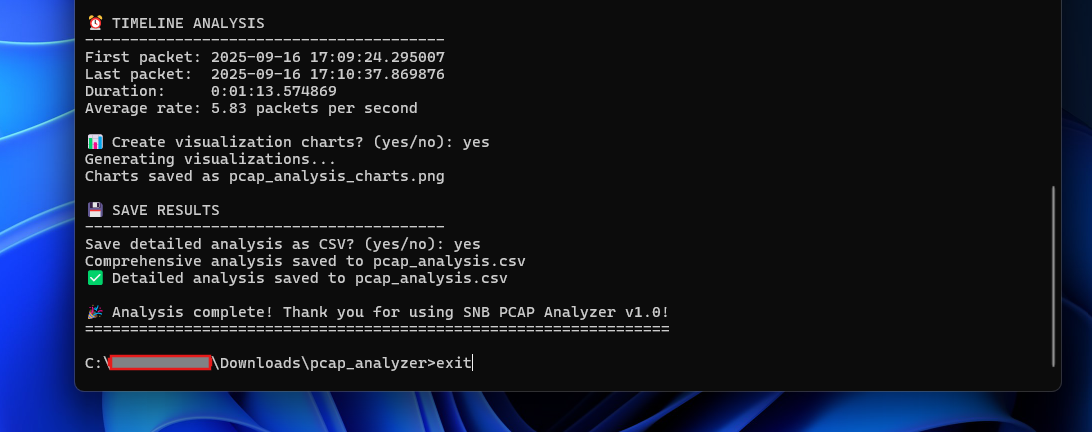 ⏰ TIMELINE ANALYSIS
----------------------------------------
First packet: 2025-09-16 17:09:24.295007
Last packet:  2025-09-16 17:10:37.869876
Duration:     0:01:13.574869
Average rate: 5.83 packets per second
📊 Create visualization charts? (yes/no): yes
Generating visualizations...
Charts saved as pcap_analysis_charts.png
💾 SAVE RESULTS
----------------------------------------
Save detailed analysis as CSV? (yes/no): yes
Comprehensive analysis saved to pcap_analysis.csv
✅ Detailed analysis saved to pcap_analysis.csv
🎉 Analysis complete! Thank you for using SNB PCAP Analyzer v1.0!
=================================================================
C:\ \Downloads\pcap_analyzer>exit